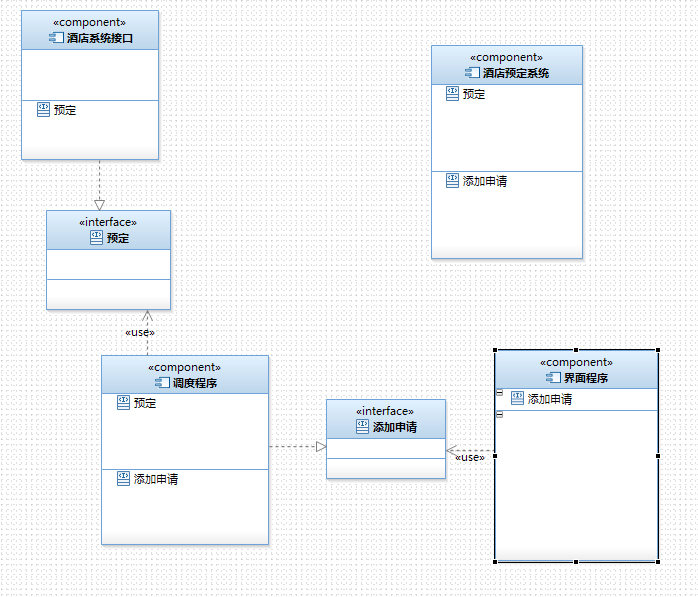 «component»
酒店系统接口
预定
«component»
酒店预定系统
预定
添加申请
«interface»
预定
«use»
«component»
调度程序
预定
添加申请
«interface»
添加申请
«use»
«component»
界面程序
添加申请